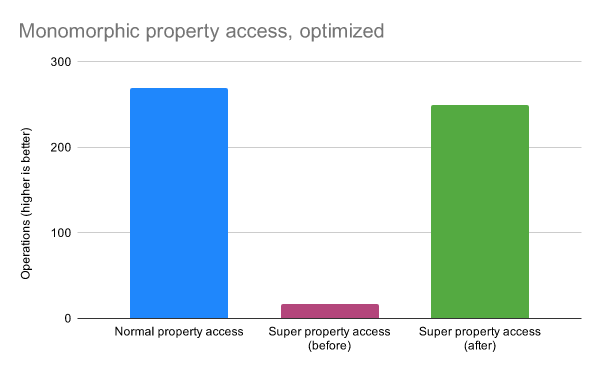 Monomorphic property access, optimized
Operations (higher is better)
300
200
100
0
Normal property access
Super property access
(before)
Super property access
(after)